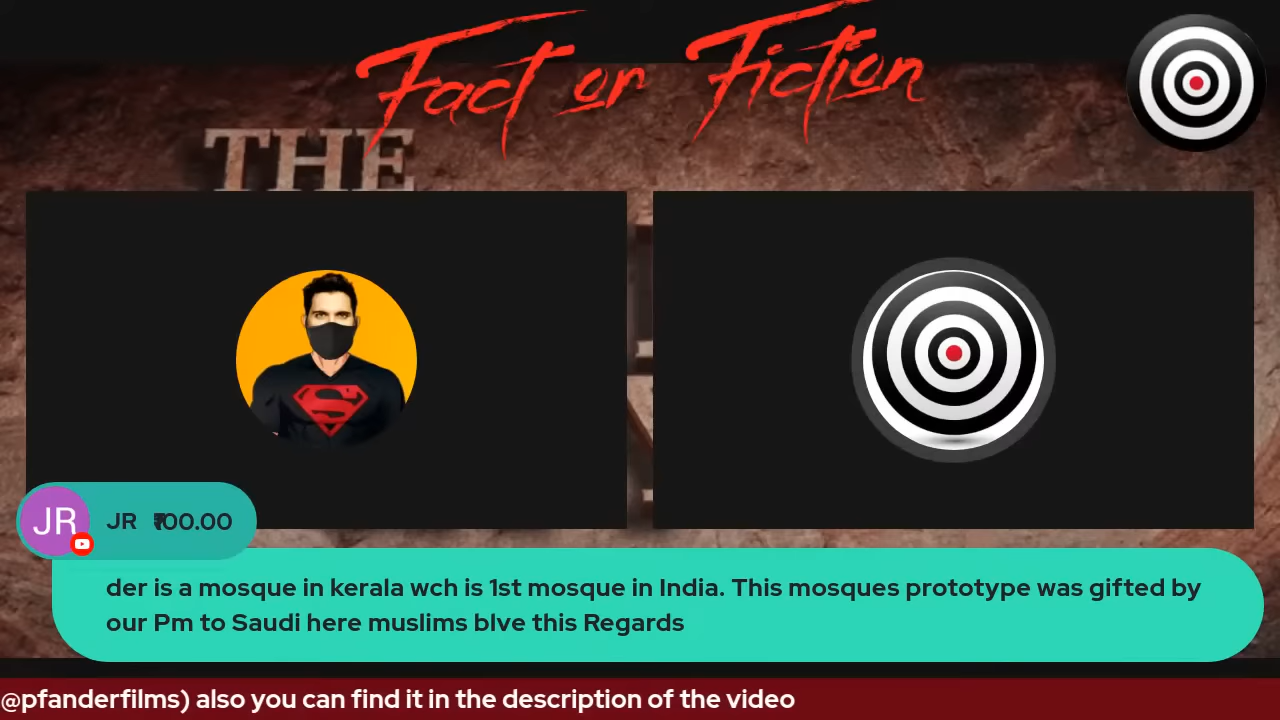 Fact or Fiction
THE
JR
JR ₹100.00
der is a mosque in kerala wch is 1st mosque in India. This mosques prototype was gifted by
our Pm to Saudi here muslims blve this Regards
@pfanderfilms) also you can find it in the description of the video